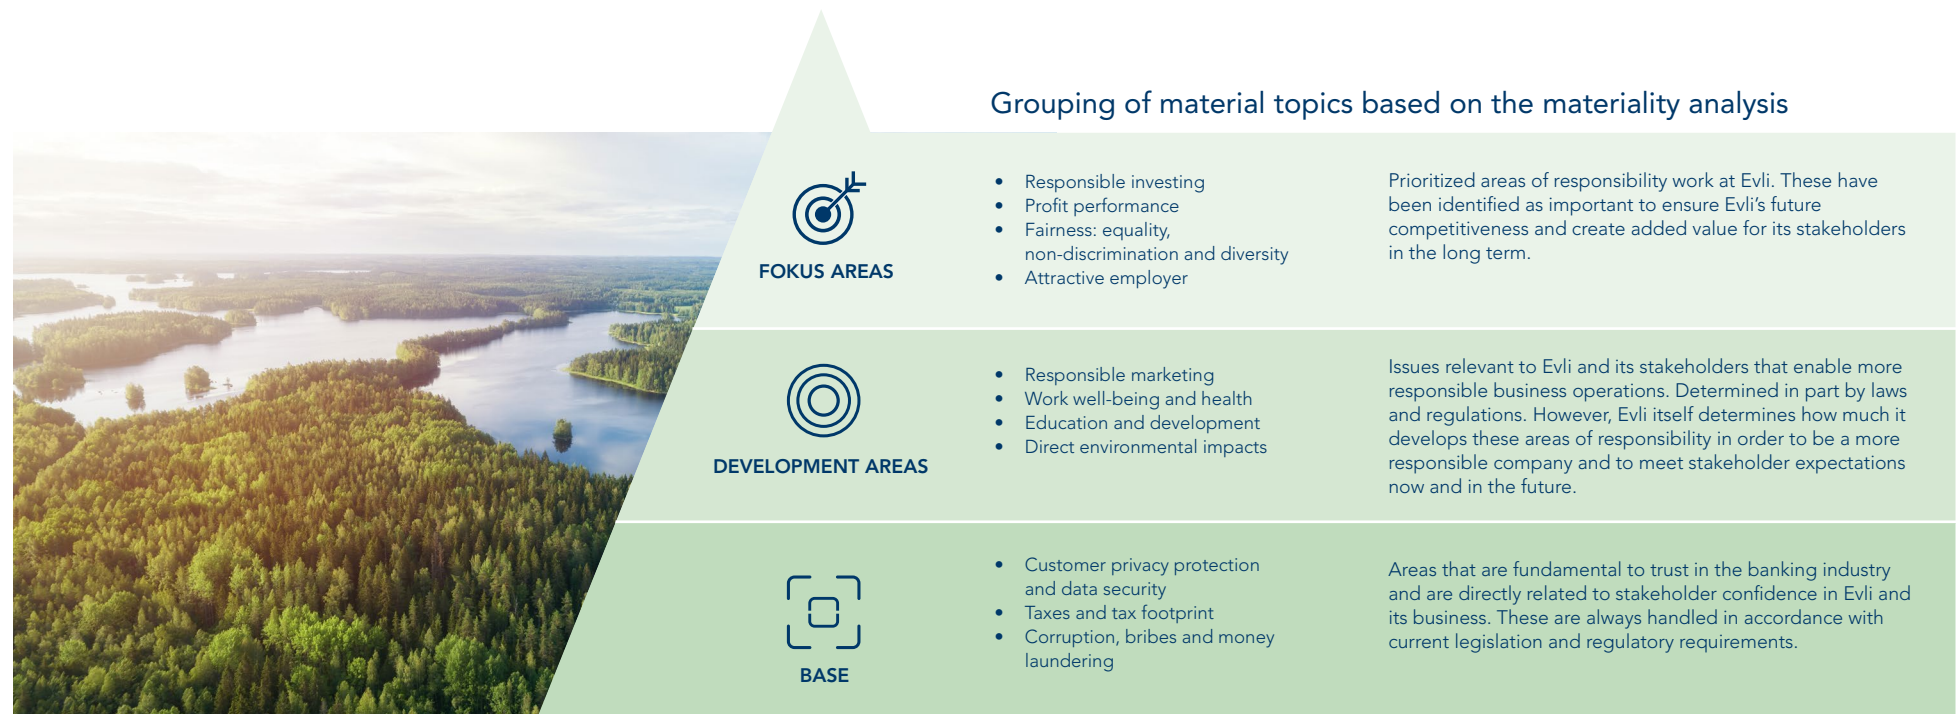 Grouping of material topics based on the materiality analysis
FOKUS AREAS
• Responsible investing
• Profit performance
• Fairness: equality,
non-discrimination and diversity
• Attractive employer
Prioritized areas of responsibility work at Evli. These have
been identified as important to ensure Evli’s future
competitiveness and create added value for its stakeholders
in the long term.
DEVELOPMENT AREAS
• Responsible marketing
• Work well-being and health
• Education and development
• Direct environmental impacts
Issues relevant to Evli and its stakeholders that enable more
responsible business operations. Determined in part by laws
and regulations. However, Evli itself determines how much it
develops these areas of responsibility in order to be a more
responsible company and to meet stakeholder expectations
now and in the future.
BASE
• Customer privacy protection
and data security
• Taxes and tax footprint
• Corruption, bribes and money
laundering
Areas that are fundamental to trust in the banking industry
and are directly related to stakeholder confidence in Evli and
its business. These are always handled in accordance with
current legislation and regulatory requirements.